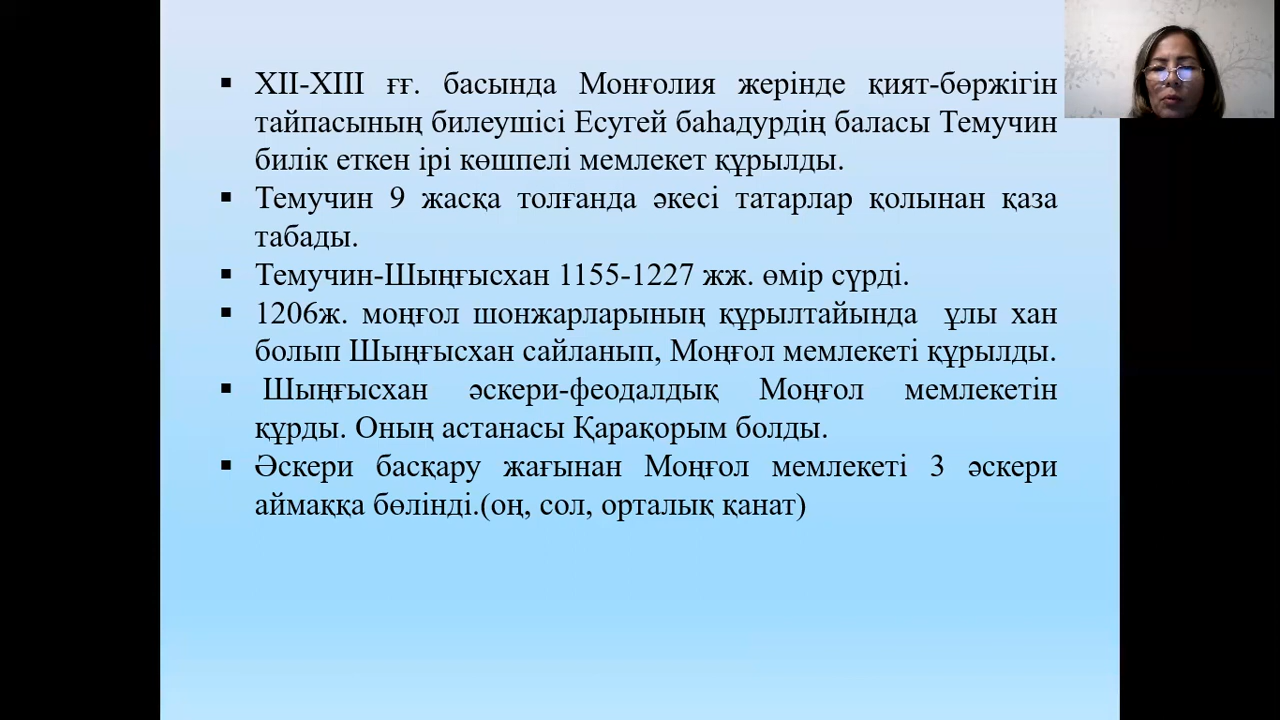 ▪ XII-XIII ғғ. басында Монғолия жерінде қият-бөржігін
тайпасының билеушісі Есугей баһадурдің баласы Темучин
билік еткен ірі көшпелі мемлекет құрылды.
▪ Темучин 9 жасқа толғанда әкесі татарлар қолынан қаза
табады.
▪ Темучин-Шыңғысхан 1155-1227 жж. өмір сүрді.
▪ 1206ж. моңғол шонжарларының құрылтайында ұлы хан
болып Шыңғысхан сайланып, Моңғол мемлекеті құрылды.
▪ Шыңғысхан әскери-феодалдық Моңғол мемлекетін
құрды. Оның астанасы Қарақорым болды.
▪ Әскери басқару жағынан Моңғол мемлекеті 3 әскери
аймаққа бөлінді.(оң, сол, орталық қанат)